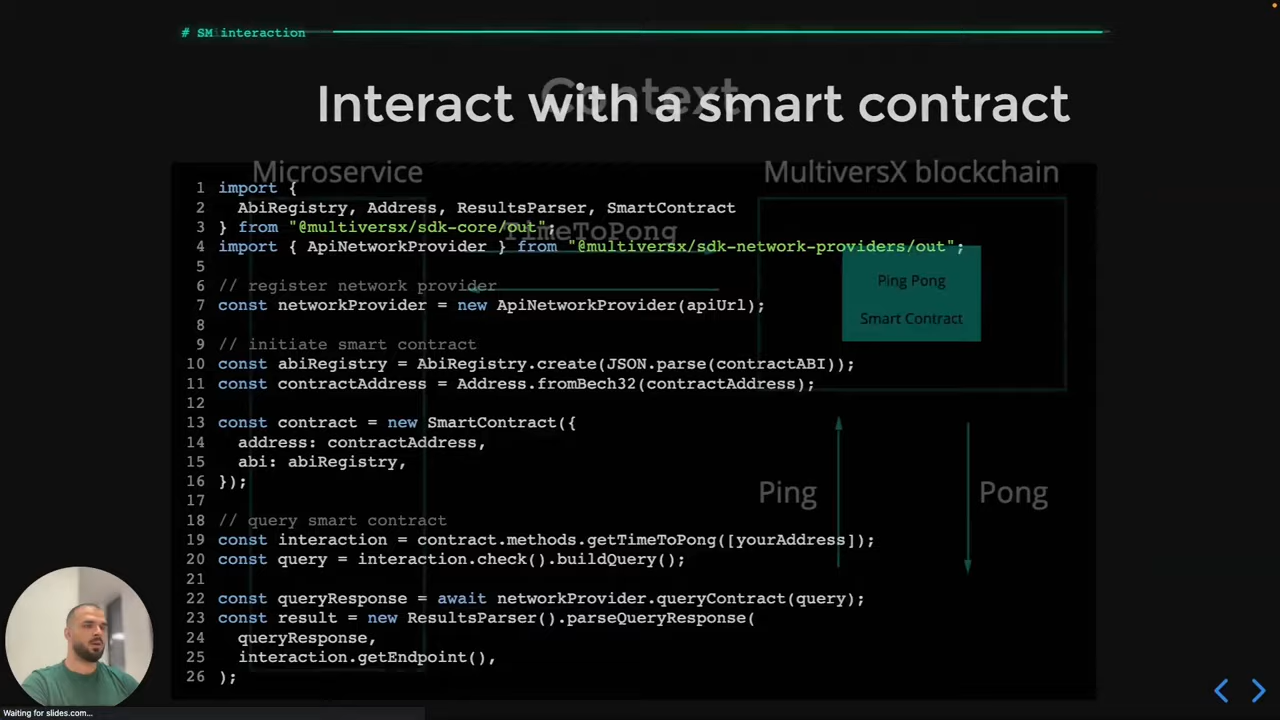 # SM interaction
Context
Interact with a smart contract
Microservice
MultiversX blockchain
TimeToPong
Ping Pong
Smart Contract
Ping
Pong
1 import {
2   AbiRegistry, Address, ResultsParser, SmartContract
3 } from "@multiversx/sdk-core/out";
4 import { ApiNetworkProvider } from "@multiversx/sdk-network-providers/out";
5
6 // register network provider
7 const networkProvider = new ApiNetworkProvider(apiUrl);
8
9 // initiate smart contract
10 const abiRegistry = AbiRegistry.create(JSON.parse(contractABI));
11 const contractAddress = Address.fromBech32(contractAddress);
12
13 const contract = new SmartContract({
14   address: contractAddress,
15   abi: abiRegistry,
16 });
17
18 // query smart contract
19 const interaction = contract.methods.getTimeToPong([yourAddress]);
20 const query = interaction.check().buildQuery();
21
22 const queryResponse = await networkProvider.queryContract(query);
23 const result = new ResultsParser().parseQueryResponse(
24   queryResponse,
25   interaction.getEndpoint(),
26 );
Waiting for slides.com...